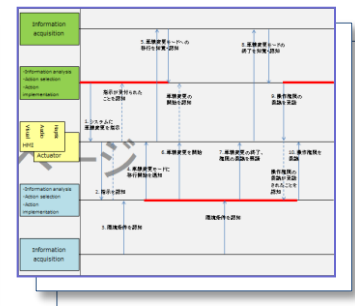 Information
acquisition
-Information analysis
-Action selection
-Action
implementation
Haptic
Audio
Visual
HMI
Actuator
-Information analysis
-Action selection
-Action
implementation
Information
acquisition
5. 車線変更モードへの
移行を知覚・認知
8. 車線変更モードの
終了を知覚・認知
指示が受付られた
ことを認知
車線変更の
開始を認知
9. 操作権限の
委譲を承認
1. システムに
車線変更を指示
4. 車線変更モードに
移行開始を通知
6. 車線変更を開始
7. 車線変更の終了、
権限の委譲を要請
10. 操作権限を
委譲
2. 指示を認知
操作権限の
委譲が承認
されたことを
認知
3. 環境条件を認知
環境条件を認知
ページ